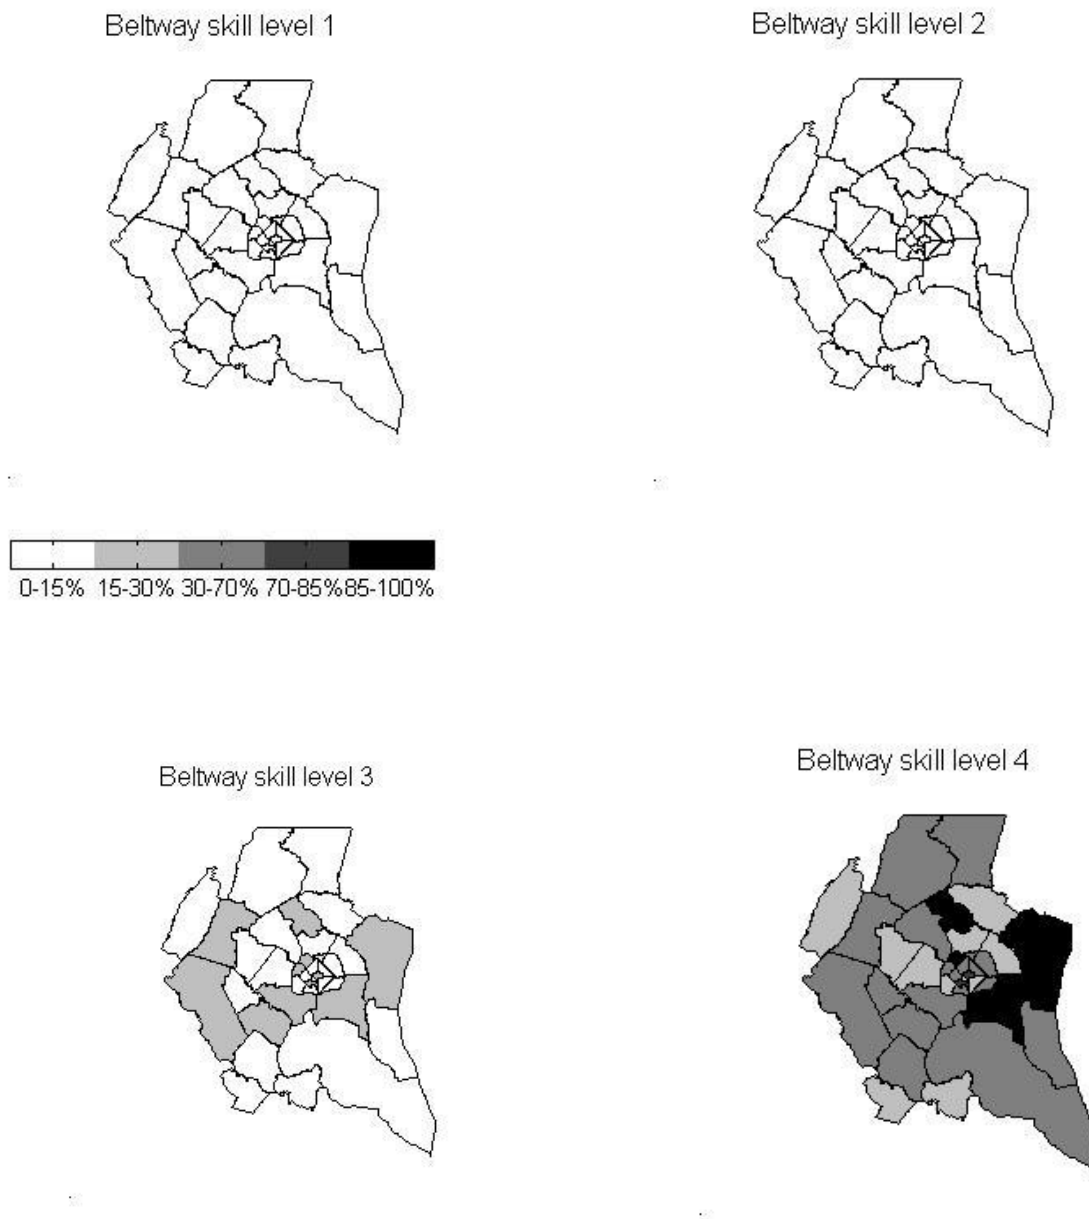 Beltway skill level 1
Beltway skill level 2
0-15% 15-30% 30-70% 70-85% 85-100%
Beltway skill level 3
Beltway skill level 4